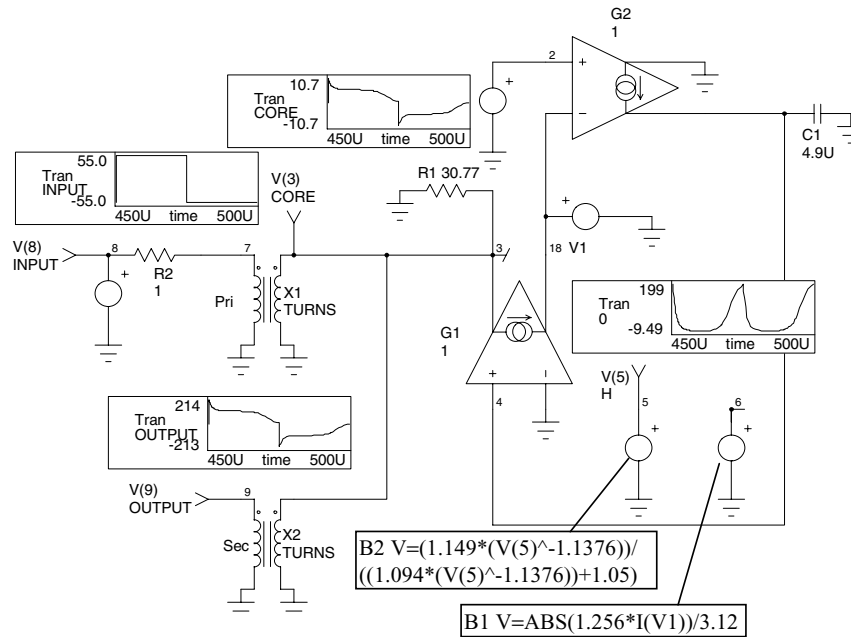 G2
1
2
10.7
Tran
CORE
-10.7
450U time 500U
C1
4.9U
55.0
Tran
INPUT
-55.0
450U time 500U
V(3)
CORE
R1 30.77
V(8)
INPUT
8
R2
1
7
3
18
V1
Pri
X1
TURNS
G1
1
199
Tran
0
-9.49
450U time 500U
4
V(5)
H
5
6
214
Tran
OUTPUT
-213
450U time 500U
V(9)
OUTPUT
9
Sec
X2
TURNS
B2 V=(1.149*(V(5)^-1.1376))/
((1.094*(V(5)^-1.1376))+1.05)
B1 V=ABS(1.256*I(V1))/3.12